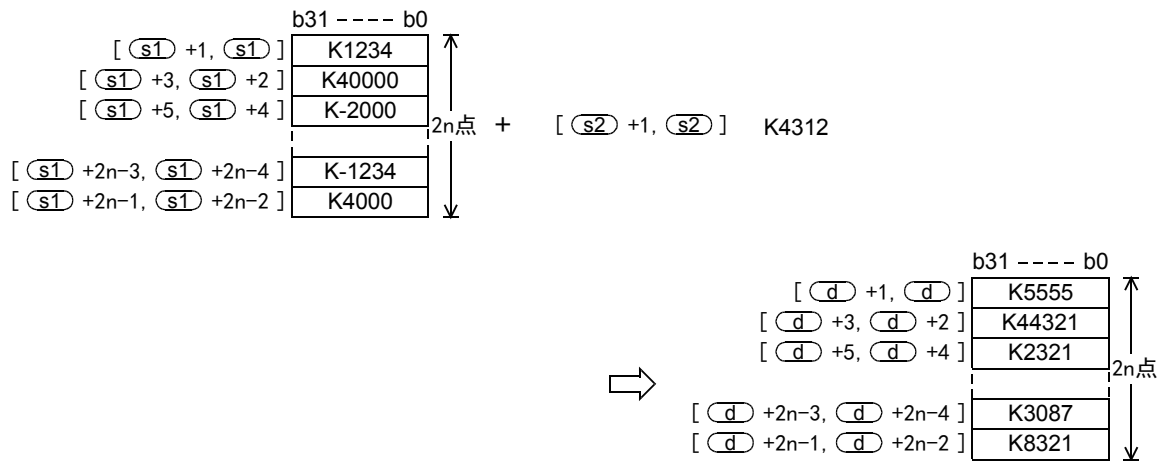 b31 ---- b0
[ s1 +1, s1 ] K1234
[ s1 +3, s1 +2 ] K40000
[ s1 +5, s1 +4 ] K-2000
2n点 + [ s2 +1, s2 ] K4312
[ s1 +2n-3, s1 +2n-4 ] K-1234
[ s1 +2n-1, s1 +2n-2 ] K4000
b31 ---- b0
[ d +1, d ] K5555
[ d +3, d +2 ] K44321
[ d +5, d +4 ] K2321
2n点
[ d +2n-3, d +2n-4 ] K3087
[ d +2n-1, d +2n-2 ] K8321